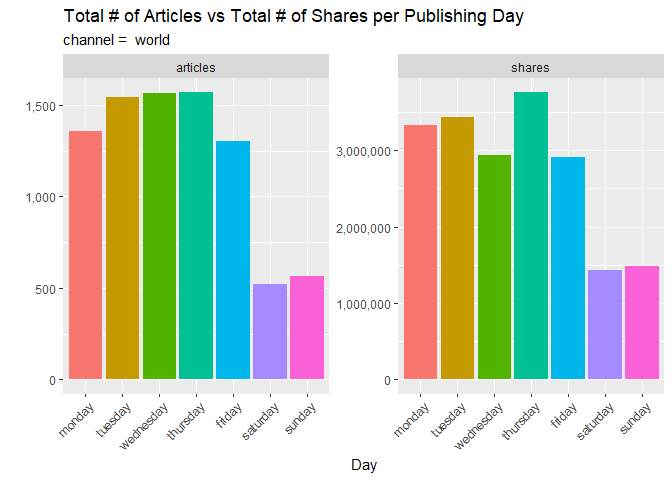 Total # of Articles vs Total # of Shares per Publishing Day
channel = world
articles
shares
1,500
1,000
500
0
3,000,000
2,000,000
1,000,000
0
monday
tuesday
wednesday
thursday
friday
saturday
sunday
monday
tuesday
wednesday
thursday
friday
saturday
sunday
Day